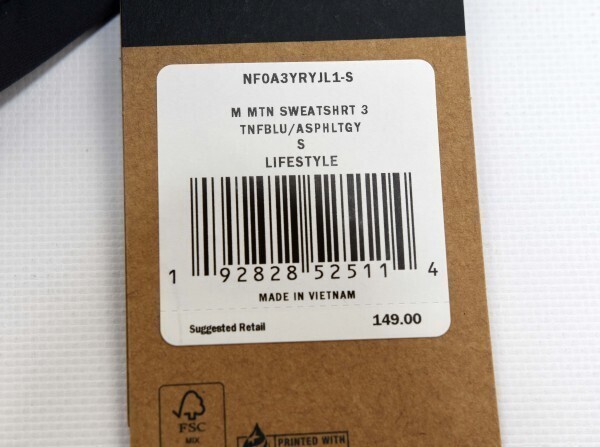 NF0A3YRYJL1-S
M MTN SWEATSHRT 3
TNFBLU/ASPHLTGY
S
LIFESTYLE
1 92828 52511 4
MADE IN VIETNAM
Suggested Retail 149.00
FSC
MIX
PRINTED WITH